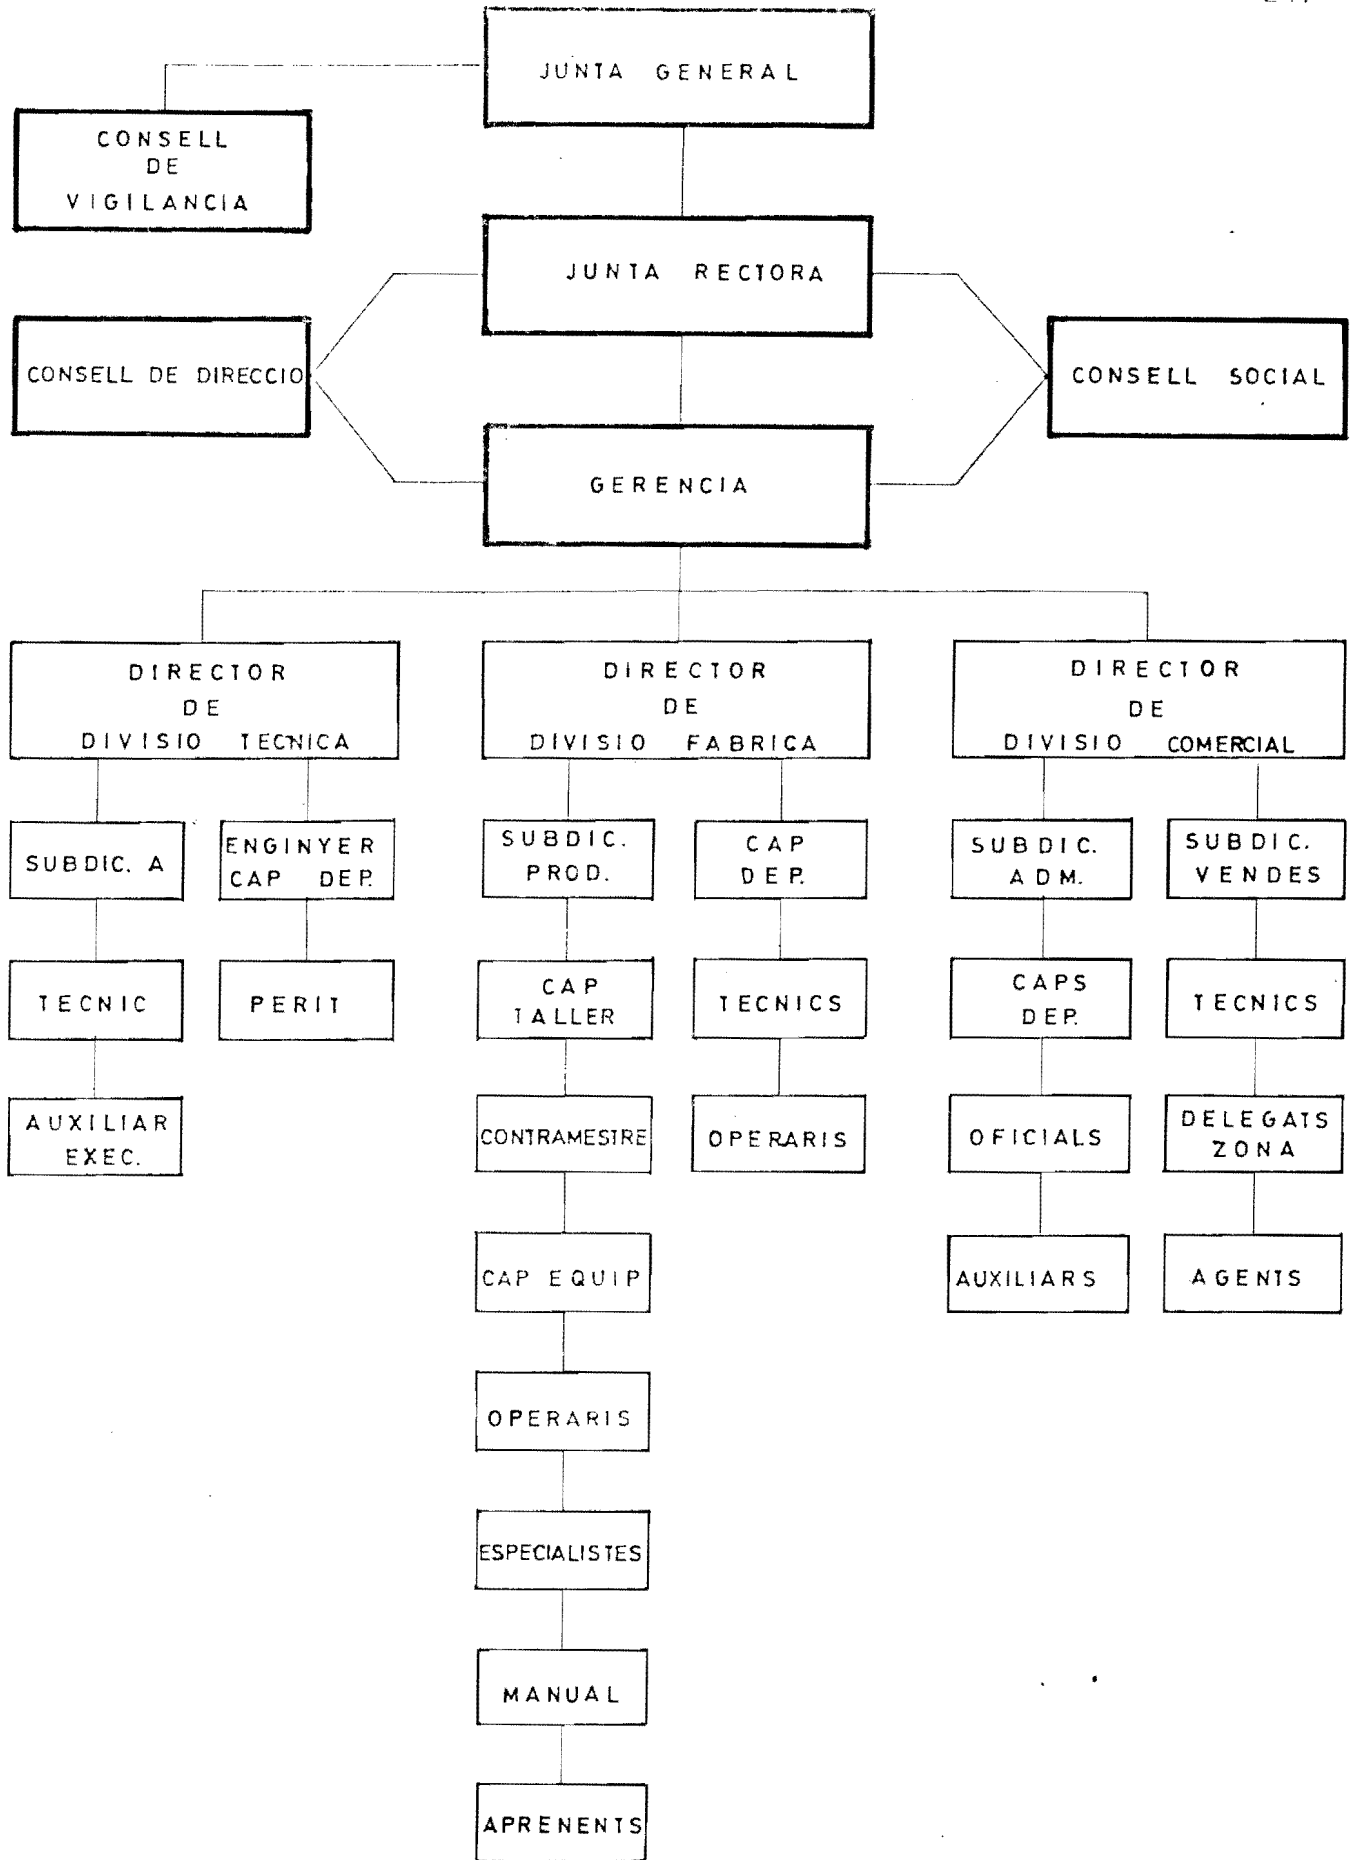 JUNTA GENERAL
CONSELL
DE
VIGILANCIA
JUNTA RECTORA
CONSELL DE DIRECCIO
CONSELL SOCIAL
GERENCIA
DIRECTOR
DE
DIVISIO TECNICA
DIRECTOR
DE
DIVISIO FABRICA
DIRECTOR
DE
DIVISIO COMERCIAL
SUBDIC. A
ENGINYER
CAP DEP.
SUBDIC.
PROD.
CAP
DEP.
SUBDIC.
ADM.
SUBDIC.
VENDES
TECNIC
PERIT
CAP
TALLER
TECNICS
CAPS
DEP.
TECNICS
AUXILIAR
EXEC.
CONTRAMESTRE
OPERARIS
OFICIALS
DELEGATS
ZONA
CAP EQUIP
AUXILIARS
AGENTS
OPERARIS
ESPECIALISTES
MANUAL
APRENENTS